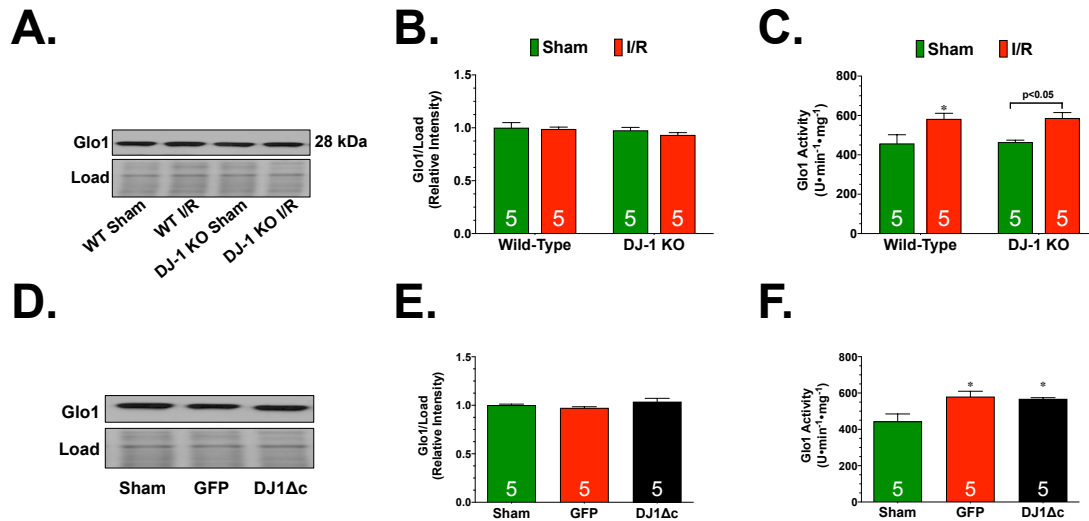 A.
Glo1
28 kDa
Load
WT Sham
WT I/R
DJ-1 KO Sham
DJ-1 KO I/R
B.
Sham
I/R
Glo1/Load
(Relative Intensity)
1.5
1.0
0.5
0.0
5
5
5
5
Wild-Type
DJ-1 KO
C.
Sham
I/R
Glo1 Activity
(U•min⁻¹•mg⁻¹)
800
600
400
200
0
*
p<0.05
5
5
5
5
Wild-Type
DJ-1 KO
D.
Glo1
Load
Sham
GFP
DJ1Δc
E.
Glo1/Load
(Relative Intensity)
1.5
1.0
0.5
0.0
5
5
5
Sham
GFP
DJ1Δc
F.
Glo1 Activity
(U•min⁻¹•mg⁻¹)
800
600
400
200
0
*
*
5
5
5
Sham
GFP
DJ1Δc